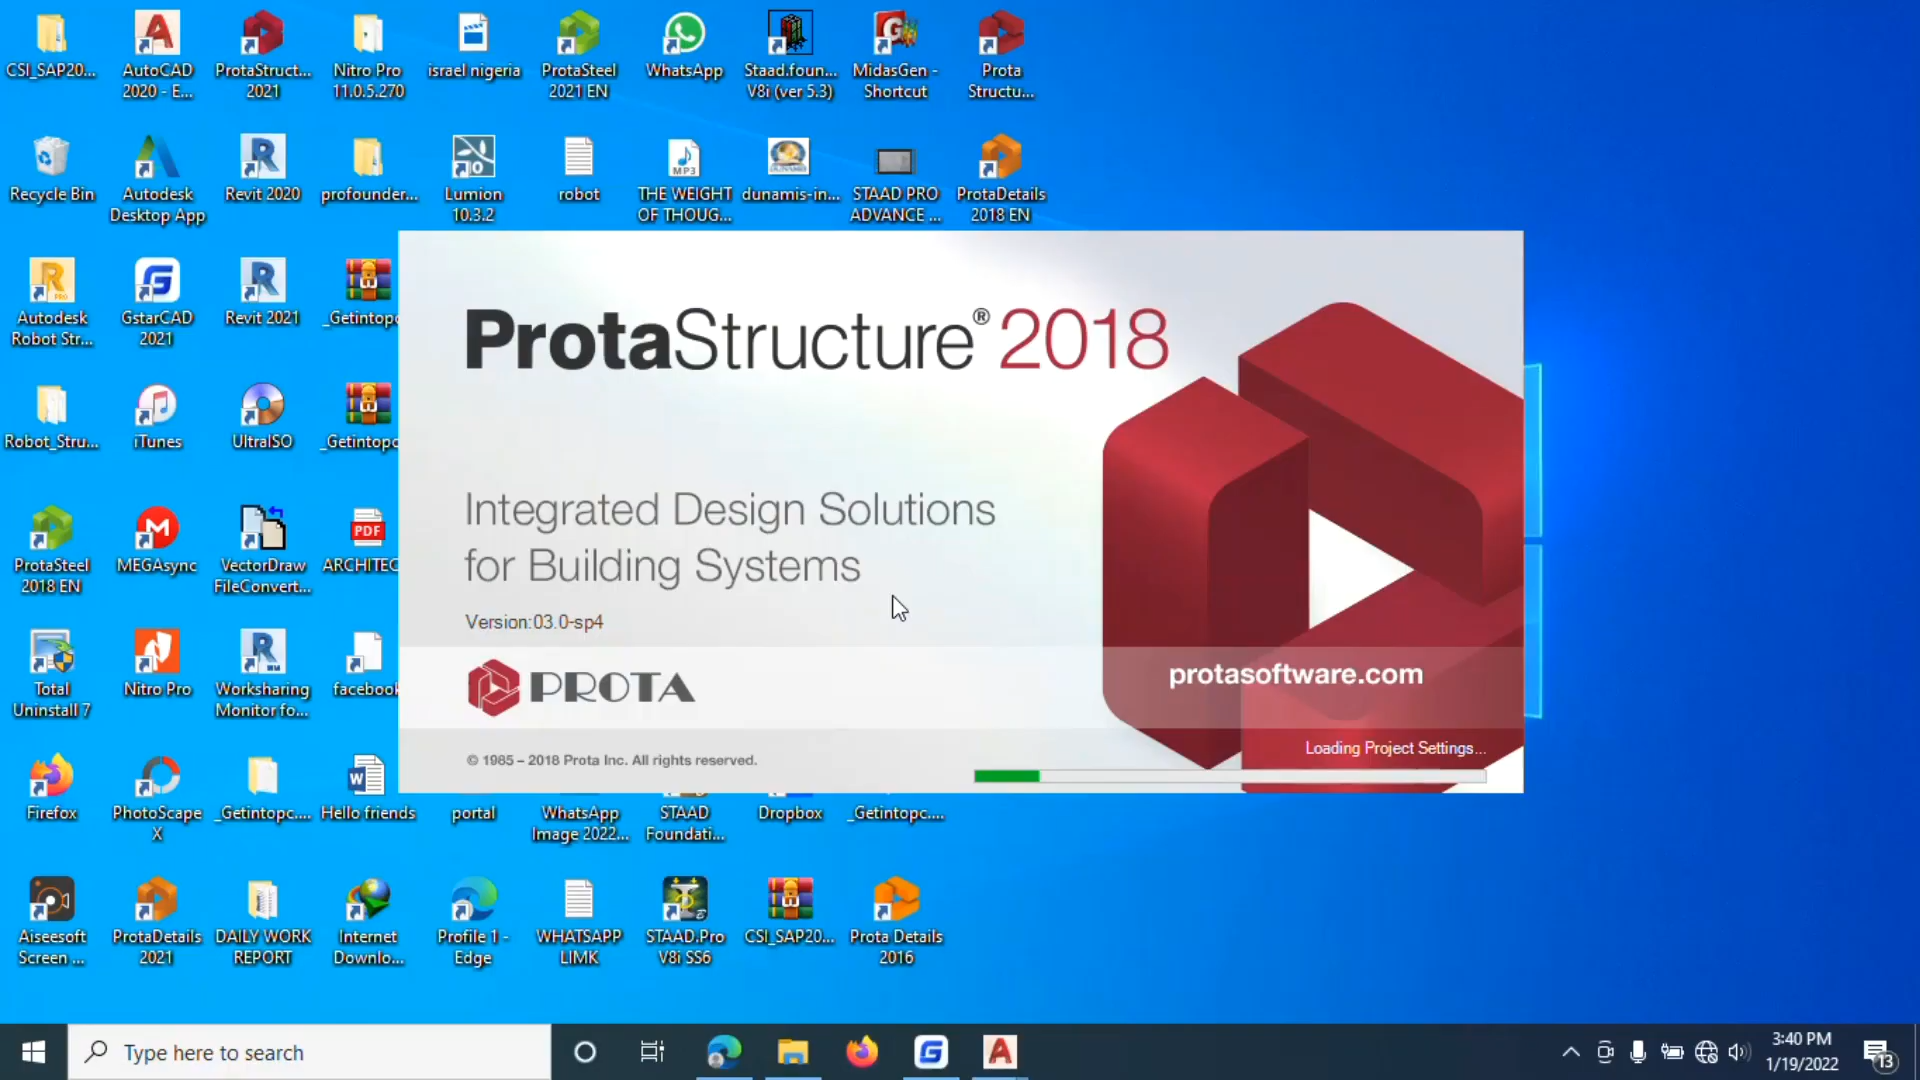 CSI_SAP20...
AutoCAD
2020 - E...
ProtaStruct...
2021
Nitro Pro
11.0.5.270
israel nigeria
ProtaSteel
2021 EN
WhatsApp
Staad.foun...
V8i (ver 5.3)
MidasGen -
Shortcut
Prota
Structu...
Recycle Bin
Autodesk
Desktop App
Revit 2020
profounder...
Lumion
10.3.2
robot
MP3
THE WEIGHT
OF THOUG...
dunamis-in...
STAAD PRO
ADVANCE ...
ProtaDetails
2018 EN
Autodesk
Robot Str...
GstarCAD
2021
Revit 2021
_Getintopc
Robot_Stru...
iTunes
UltraISO
_Getintopc
ProtaSteel
2018 EN
MEGAsync
VectorDraw
FileConvert...
PDF
ARCHITEC
Total
Uninstall 7
Nitro Pro
Worksharing
Monitor fo...
facebook
ProtaStructure® 2018
Integrated Design Solutions
for Building Systems
Version:03.0-sp4
PROTA
protasoftware.com
Loading Project Settings...
© 1985 – 2018 Prota Inc. All rights reserved.
Firefox
PhotoScape
X
_Getintopc....
Hello friends
portal
WhatsApp
Image 2022...
STAAD
Foundati...
Dropbox
_Getintopc....
Aiseesoft
Screen ...
ProtaDetails
2021
DAILY WORK
REPORT
Internet
Downlo...
Profile 1 -
Edge
WHATSAPP
LIMK
STAAD.Pro
V8i SS6
CSI_SAP20...
Prota Details
2016
Type here to search
3:40 PM
1/19/2022
13